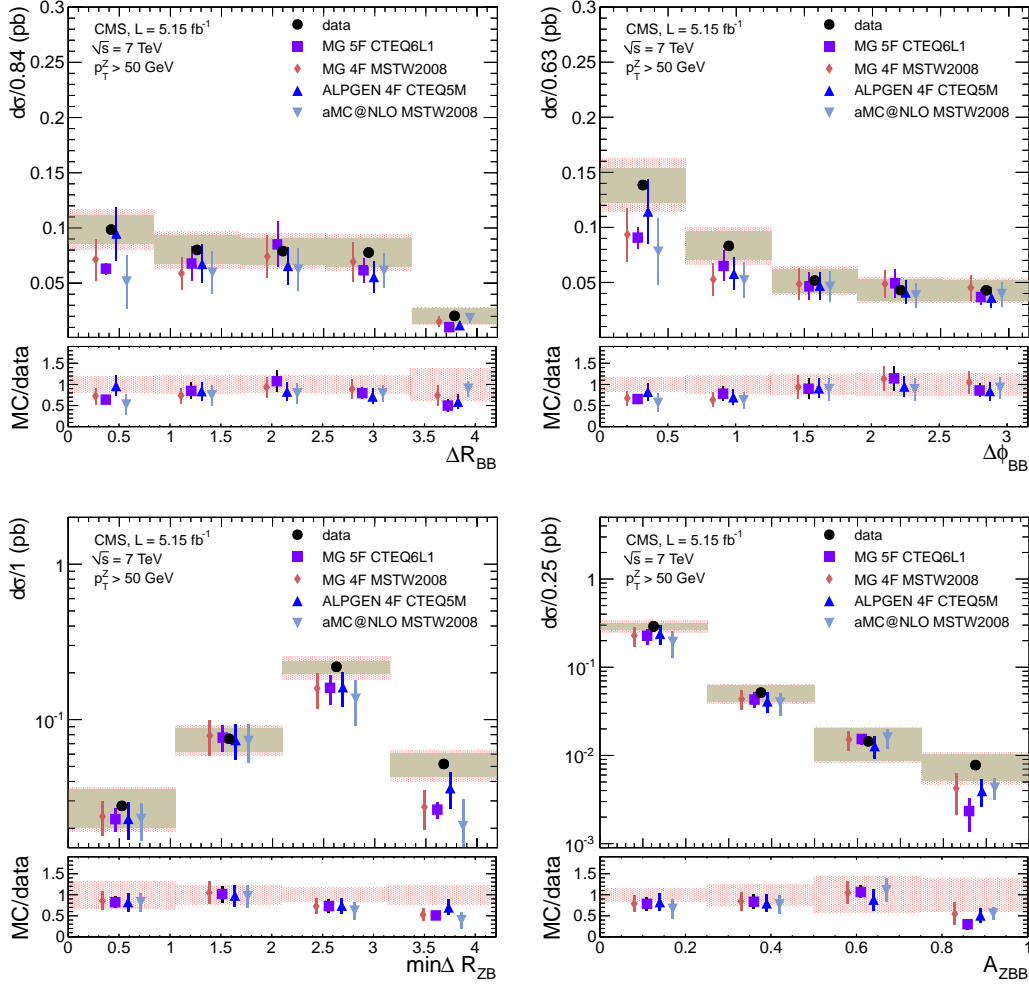 dσ/0.84 (pb)
CMS, L = 5.15 fb⁻¹
√s = 7 TeV
p_T^Z > 50 GeV
data
MG 5F CTEQ6L1
MG 4F MSTW2008
ALPGEN 4F CTEQ5M
aMC@NLO MSTW2008
0.3
0.25
0.2
0.15
0.1
0.05
MC/data
1.5
1
0.5
0
0 0.5 1 1.5 2 2.5 3 3.5 4
ΔR_BB
dσ/0.63 (pb)
CMS, L = 5.15 fb⁻¹
√s = 7 TeV
p_T^Z > 50 GeV
data
MG 5F CTEQ6L1
MG 4F MSTW2008
ALPGEN 4F CTEQ5M
aMC@NLO MSTW2008
0.3
0.25
0.2
0.15
0.1
0.05
MC/data
1.5
1
0.5
0
0 0.5 1 1.5 2 2.5 3
Δϕ_BB
dσ/1 (pb)
CMS, L = 5.15 fb⁻¹
√s = 7 TeV
p_T^Z > 50 GeV
data
MG 5F CTEQ6L1
MG 4F MSTW2008
ALPGEN 4F CTEQ5M
aMC@NLO MSTW2008
1
10⁻¹
MC/data
1.5
1
0.5
0
0 0.5 1 1.5 2 2.5 3 3.5 4
minΔ R_ZB
dσ/0.25 (pb)
CMS, L = 5.15 fb⁻¹
√s = 7 TeV
p_T^Z > 50 GeV
data
MG 5F CTEQ6L1
MG 4F MSTW2008
ALPGEN 4F CTEQ5M
aMC@NLO MSTW2008
1
10⁻¹
10⁻²
10⁻³
MC/data
1.5
1
0.5
0
0 0.2 0.4 0.6 0.8 1
A_ZBB